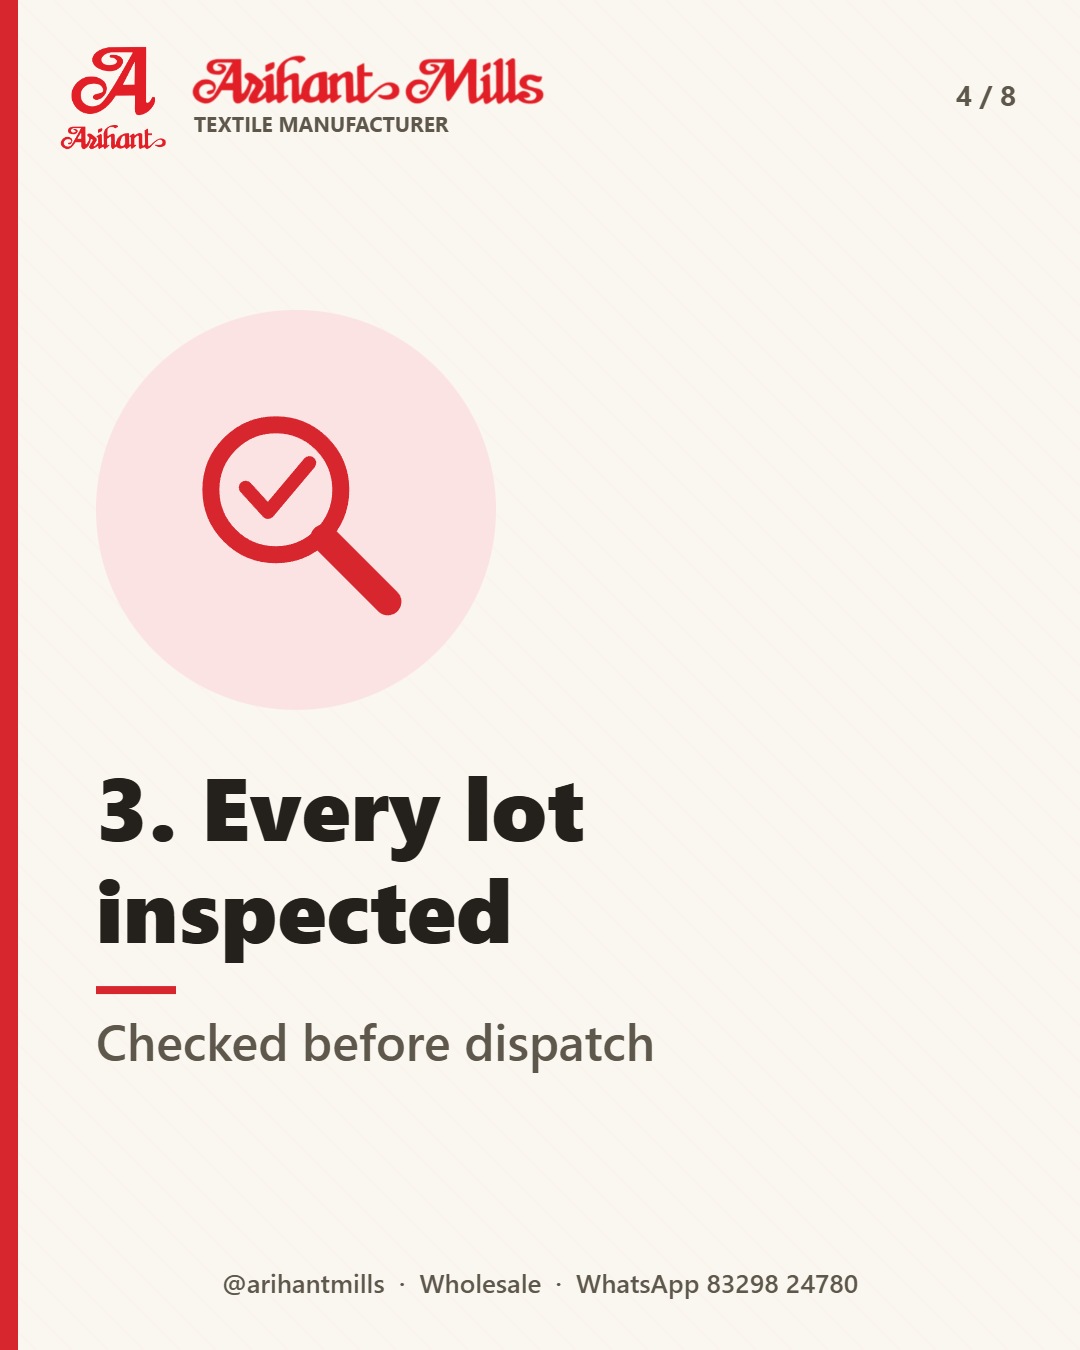 A
Arihant
Arihant Mills
TEXTILE MANUFACTURER
4 / 8
3. Every lot
inspected
Checked before dispatch
@arihantmills · Wholesale · WhatsApp 83298 24780